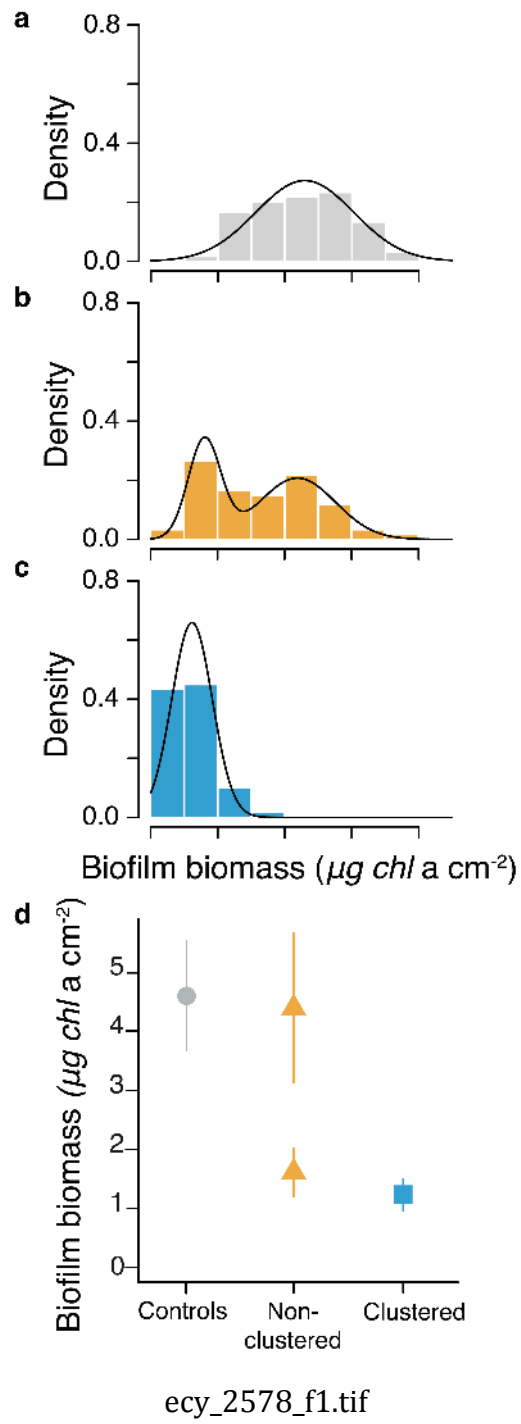 a
0.8
0.4
0.0
Density
b
0.8
0.4
0.0
Density
c
0.8
0.4
0.0
Density
Biofilm biomass (µg chl a cm-2)
d
5
4
3
2
1
0
Biofilm biomass (µg chl a cm-2)
Controls Non- Clustered
clustered
ecy_2578_f1.tif